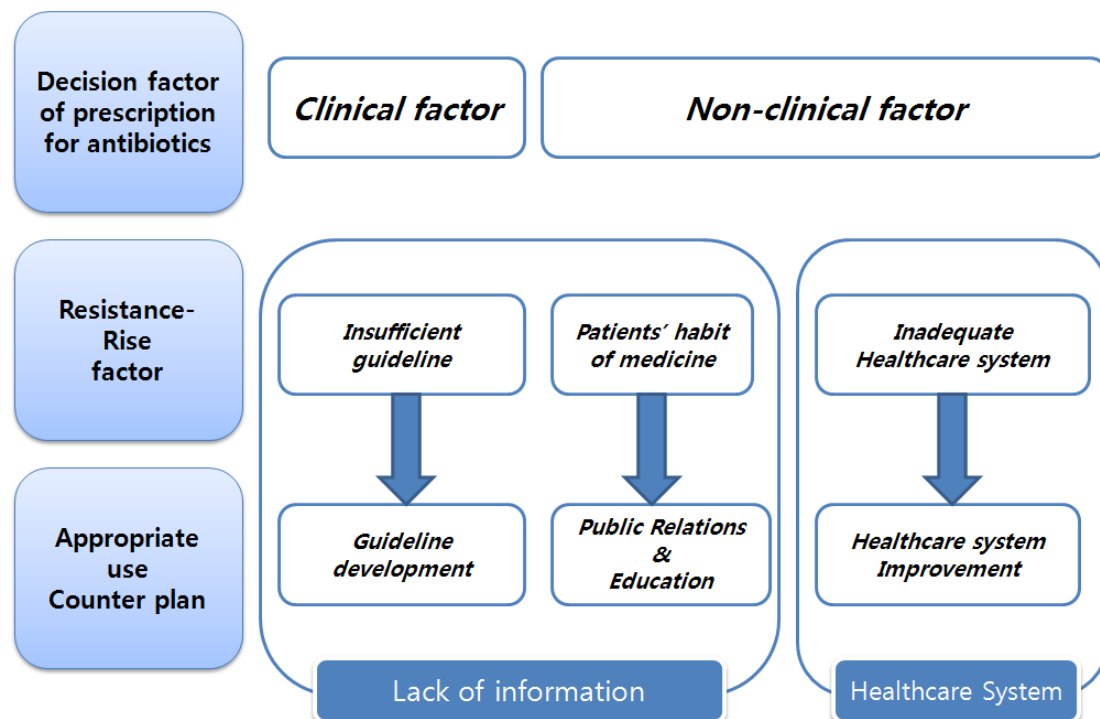 Decision factor
of prescription
for antibiotics
Clinical factor
Non-clinical factor
Resistance-
Rise
factor
Insufficient
guideline
Patients’ habit
of medicine
Inadequate
Healthcare system
Appropriate
use
Counter plan
Guideline
development
Public Relations
&
Education
Healthcare system
Improvement
Lack of information
Healthcare System